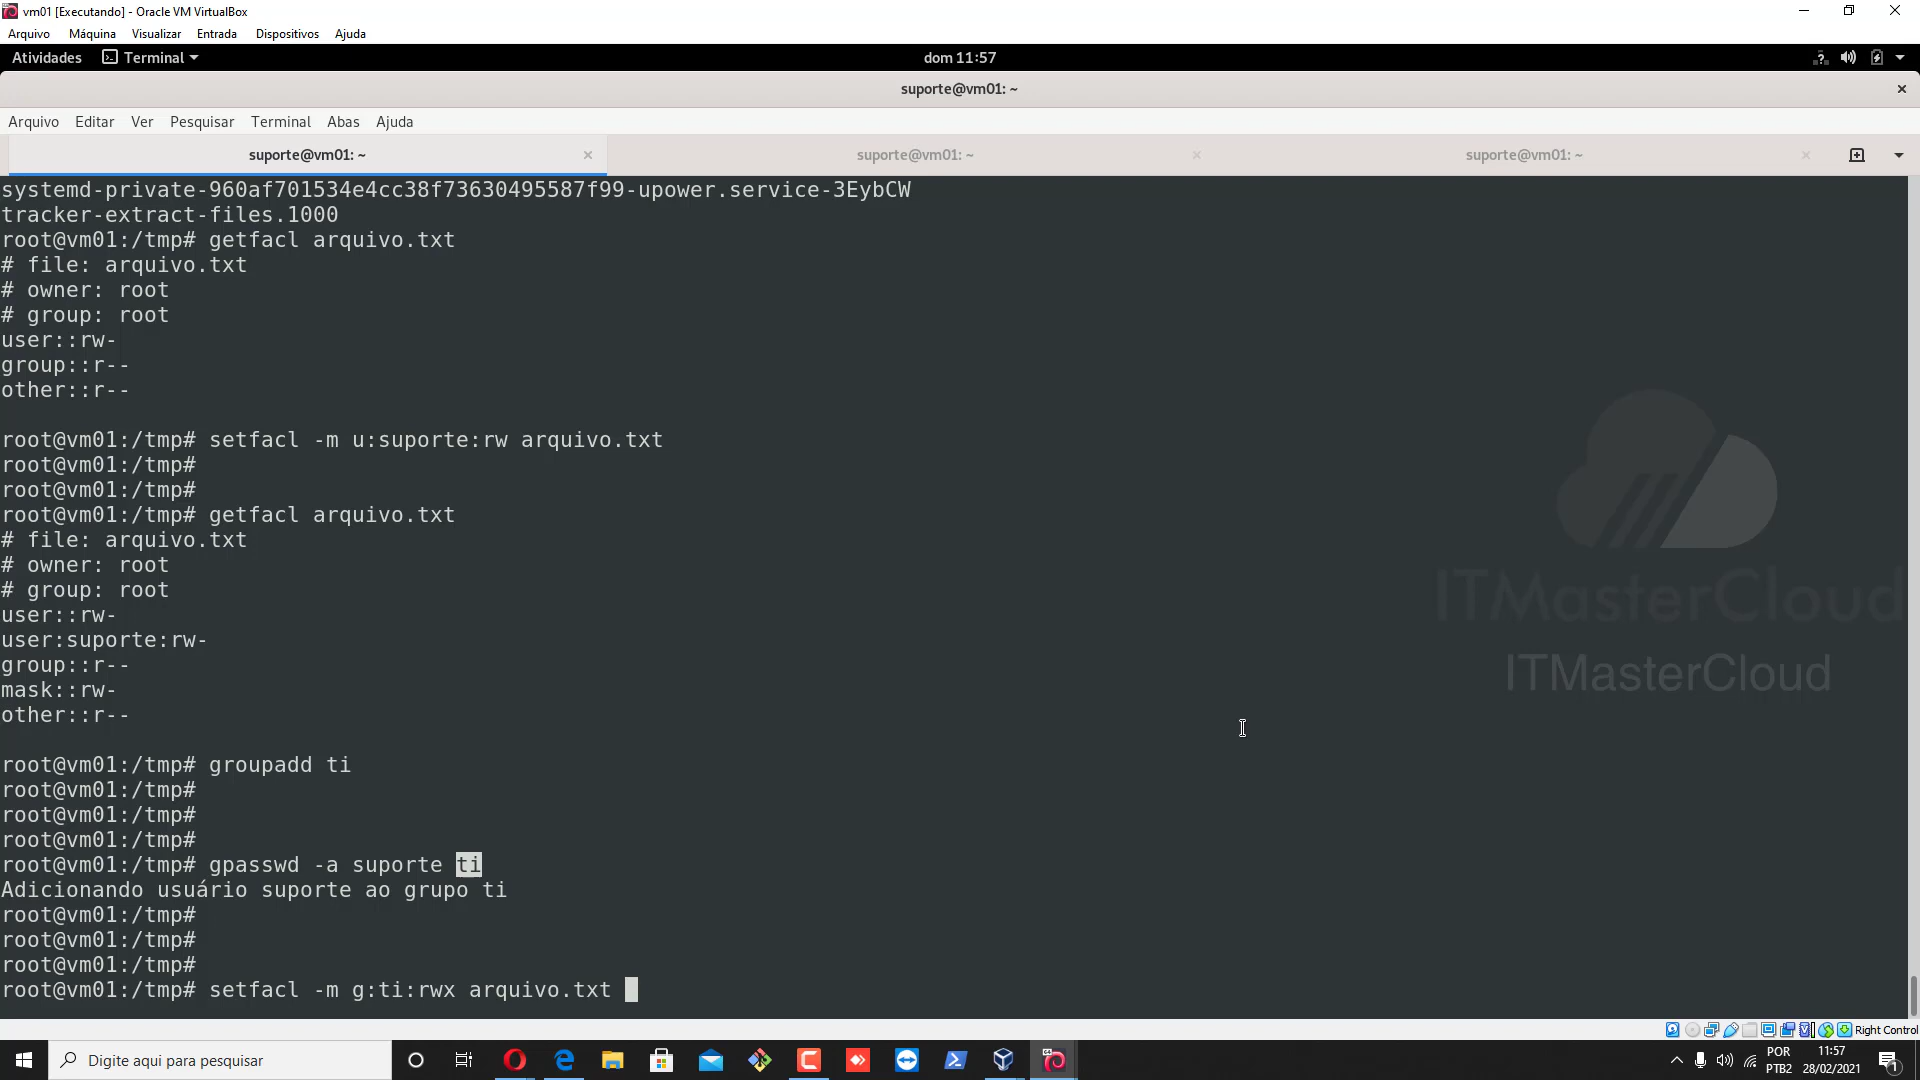 vm01 [Executando] - Oracle VM VirtualBox
Arquivo Máquina Visualizar Entrada Dispositivos Ajuda
Atividades Terminal dom 11:57
suporte@vm01: ~
Arquivo Editar Ver Pesquisar Terminal Abas Ajuda
suporte@vm01: ~ suporte@vm01: ~ suporte@vm01: ~
systemd-private-960af701534e4cc38f73630495587f99-upower.service-3EybCW
tracker-extract-files.1000
root@vm01:/tmp# getfacl arquivo.txt
# file: arquivo.txt
# owner: root
# group: root
user::rw-
group::r--
other::r--
root@vm01:/tmp# setfacl -m u:suporte:rw arquivo.txt
root@vm01:/tmp#
root@vm01:/tmp#
root@vm01:/tmp# getfacl arquivo.txt
# file: arquivo.txt
# owner: root
# group: root
user::rw-
user:suporte:rw-
group::r--
mask::rw-
other::r--
root@vm01:/tmp# groupadd ti
root@vm01:/tmp#
root@vm01:/tmp#
root@vm01:/tmp#
root@vm01:/tmp# gpasswd -a suporte ti
Adicionando usuário suporte ao grupo ti
root@vm01:/tmp#
root@vm01:/tmp#
root@vm01:/tmp#
root@vm01:/tmp# setfacl -m g:ti:rwx arquivo.txt
ITMasterCloud
ITMasterCloud
Right Control
Digite aqui para pesquisar
POR
PTB2
11:57
28/02/2021
1